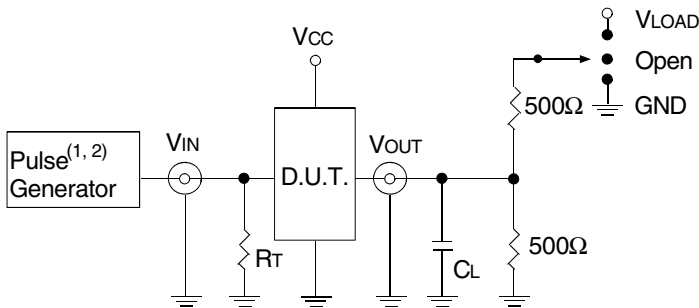 VLOAD
VCC
Open
500Ω
GND
VIN
VOUT
Pulse(1, 2)
Generator
D.U.T.
RT
CL
500Ω